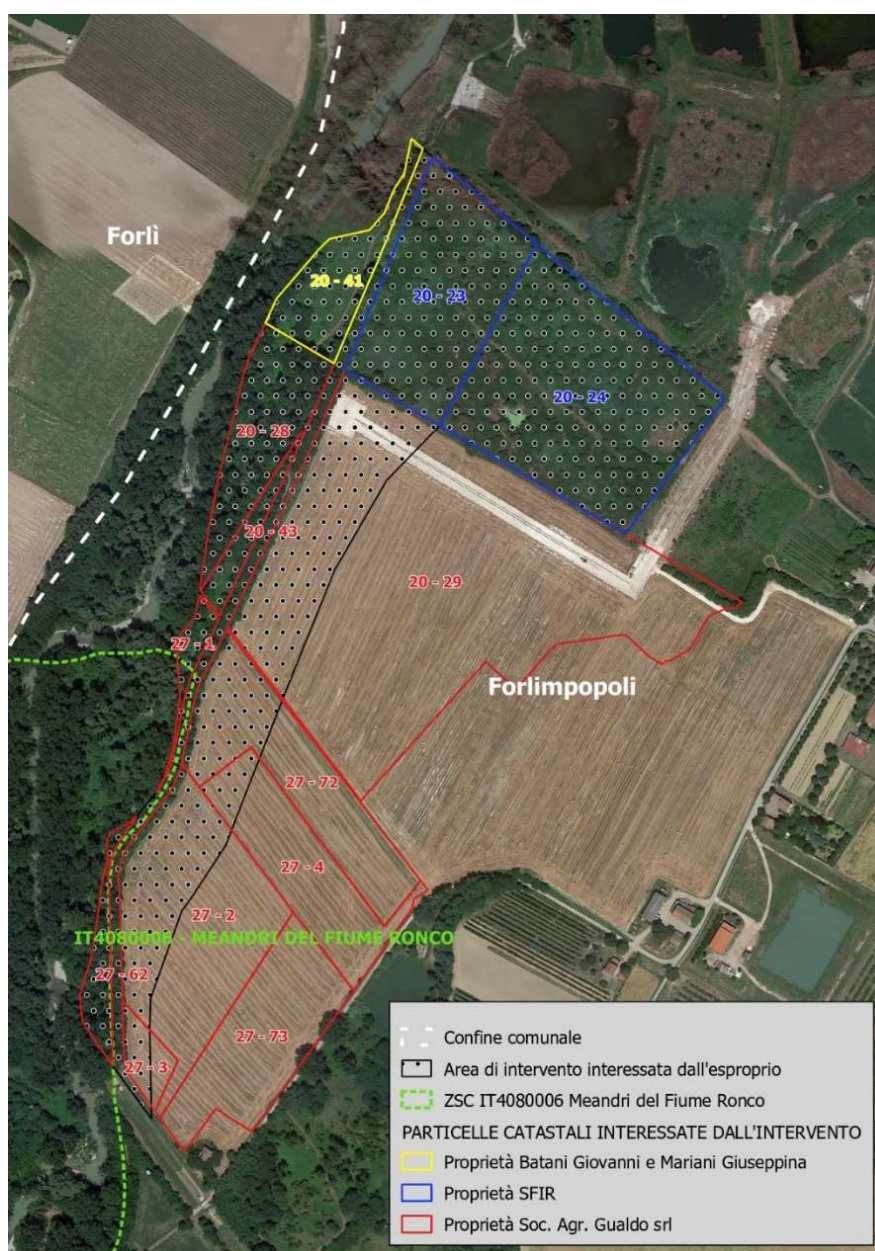 Forlì
20 - 41
20 - 23
20 - 24
20 - 28
20 - 43
20 - 29
27 - 1
Forlimpopoli
27 - 72
27 - 4
27 - 2
IT4080006 - MEANDRI DEL FIUME RONCO
27 - 62
27 - 73
27 - 3
Confine comunale
Area di intervento interessata dall'esproprio
ZSC IT4080006 Meandri del Fiume Ronco
PARTICELLE CATASTALI INTERESSATE DALL'INTERVENTO
Proprietà Batani Giovanni e Mariani Giuseppina
Proprietà SFIR
Proprietà Soc. Agr. Gualdo srl